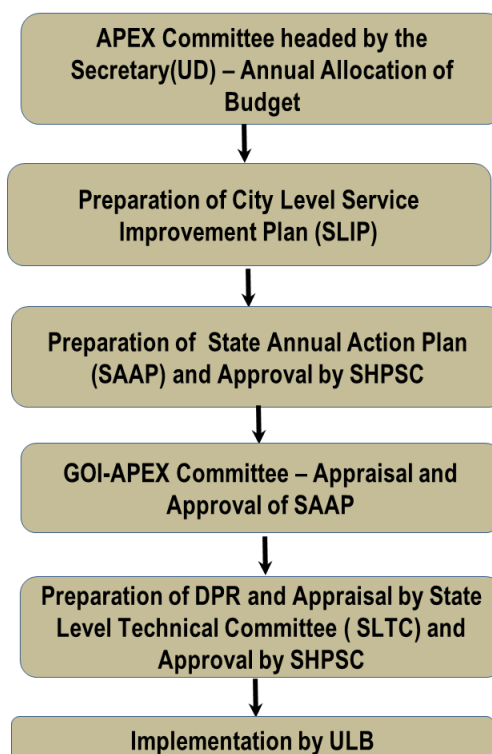 APEX Committee headed by the
Secretary(UD) – Annual Allocation of
Budget
Preparation of City Level Service
Improvement Plan (SLIP)
Preparation of  State Annual Action Plan
(SAAP) and Approval by SHPSC
GOI-APEX Committee – Appraisal and
Approval of SAAP
Preparation of DPR and Appraisal by State
Level Technical Committee ( SLTC) and
Approval by SHPSC
Implementation by ULB